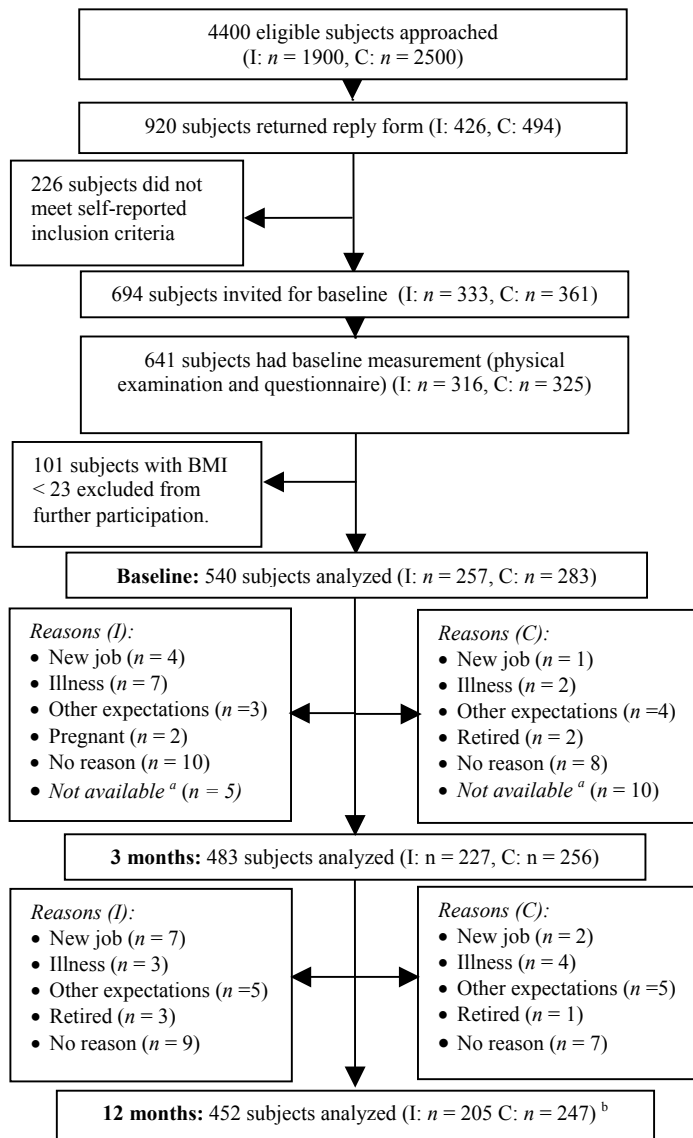 4400 eligible subjects approached
(I: n = 1900, C: n = 2500)
920 subjects returned reply form (I: 426, C: 494)
226 subjects did not
meet self-reported
inclusion criteria
694 subjects invited for baseline (I: n = 333, C: n = 361)
641 subjects had baseline measurement (physical
examination and questionnaire) (I: n = 316, C: n = 325)
101 subjects with BMI
< 23 excluded from
further participation.
Baseline: 540 subjects analyzed (I: n = 257, C: n = 283)
Reasons (I):
• New job (n = 4)
• Illness (n = 7)
• Other expectations (n =3)
• Pregnant (n = 2)
• No reason (n = 10)
• Not available a (n = 5)
Reasons (C):
• New job (n = 1)
• Illness (n = 2)
• Other expectations (n =4)
• Retired (n = 2)
• No reason (n = 8)
• Not available a (n = 10)
3 months: 483 subjects analyzed (I: n = 227, C: n = 256)
Reasons (I):
• New job (n = 7)
• Illness (n = 3)
• Other expectations (n =5)
• Retired (n = 3)
• No reason (n = 9)
Reasons (C):
• New job (n = 2)
• Illness (n = 4)
• Other expectations (n =5)
• Retired (n = 1)
• No reason (n = 7)
12 months: 452 subjects analyzed (I: n = 205 C: n = 247) b